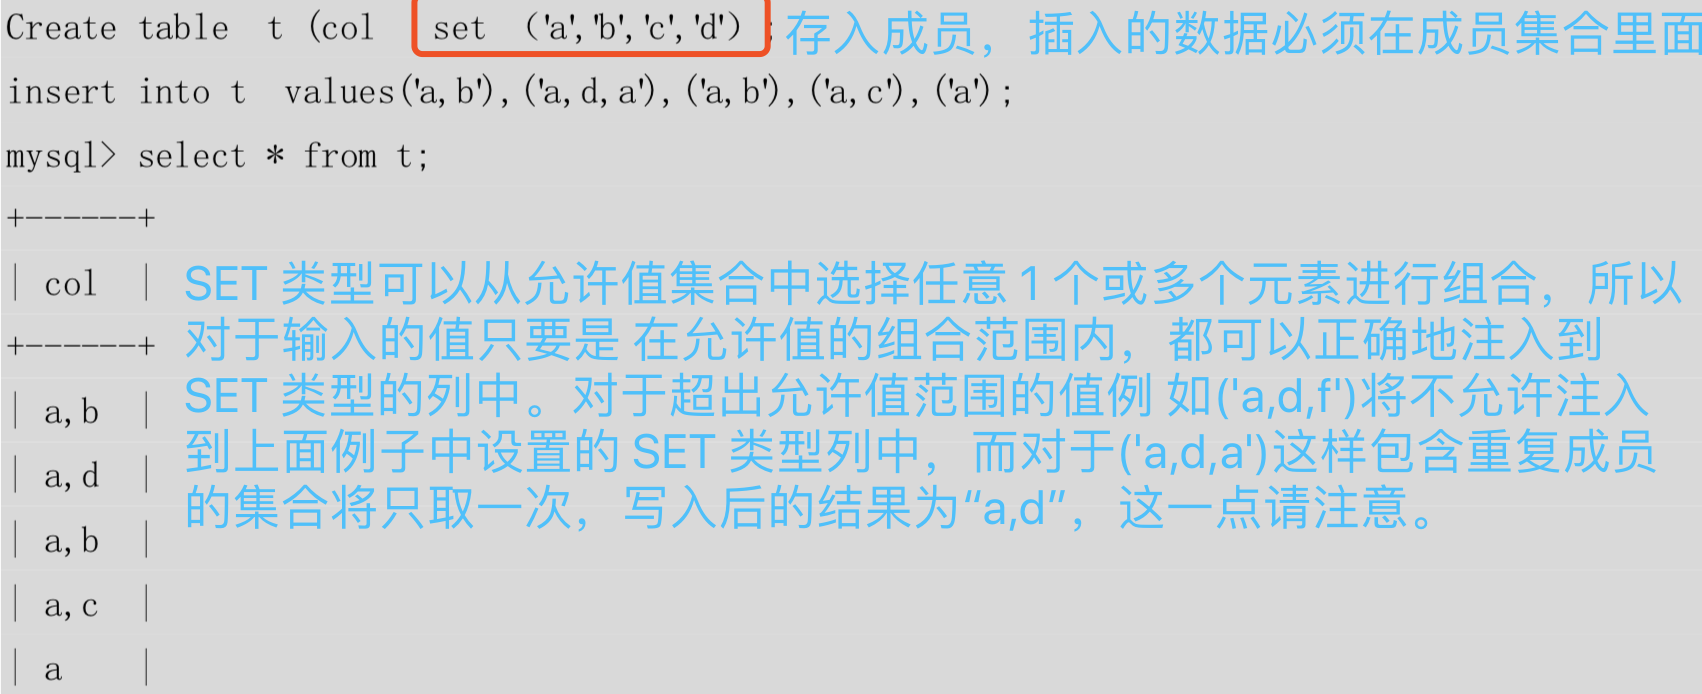 Create table t (col set ('a','b','c','d') ; 存入成员，插入的数据必须在成员集合里面
insert into t values('a,b'),('a,d,a'),('a,b'),('a,c'),('a');
mysql> select * from t;
+------+
| col | SET 类型可以从允许值集合中选择任意 1 个或多个元素进行组合，所以
+------+ 对于输入的值只要是 在允许值的组合范围内，都可以正确地注入到
| a,b | SET 类型的列中。对于超出允许值范围的值例 如('a,d,f')将不允许注入
| a,d | 到上面例子中设置的 SET 类型列中，而对于('a,d,a')这样包含重复成员
的集合将只取一次，写入后的结果为“a,d”，这一点请注意。
| a,b |
| a,c |
| a |